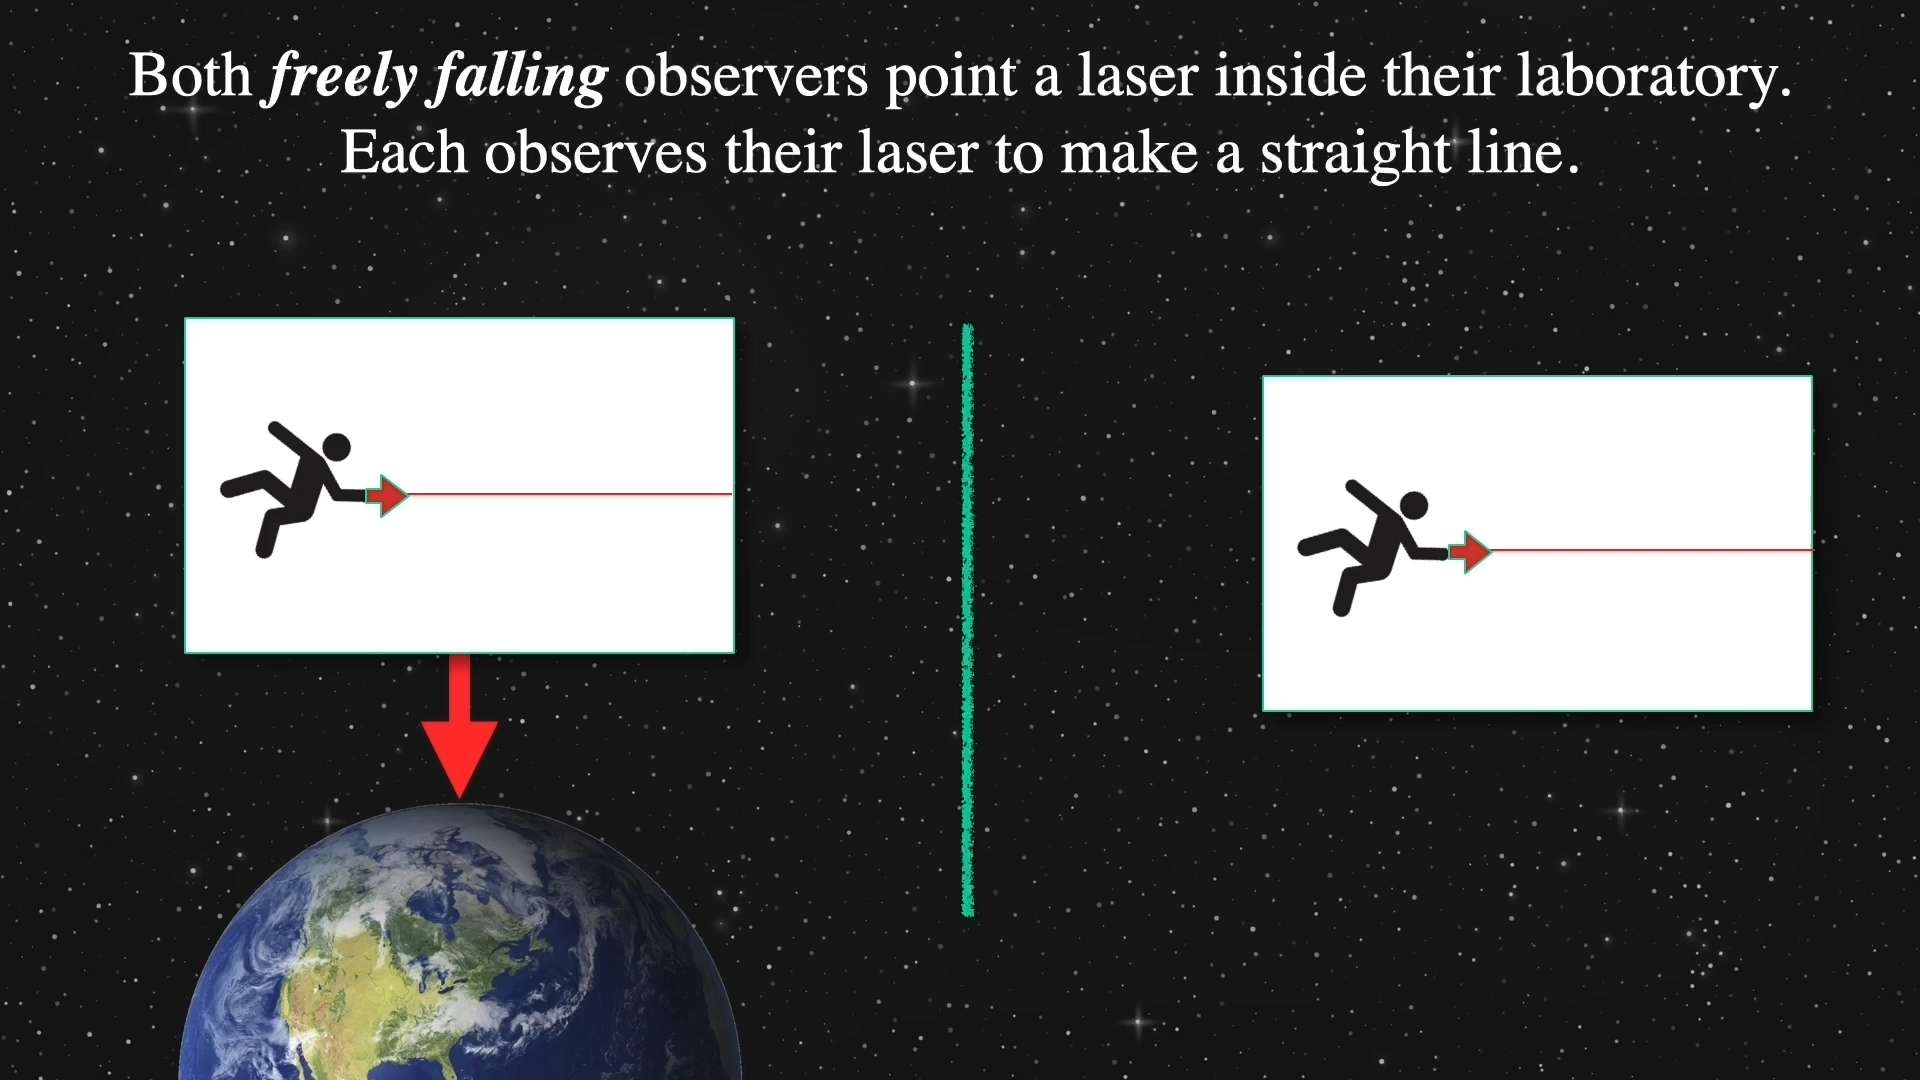 Both freely falling observers point a laser inside their laboratory.
Each observes their laser to make a straight line.